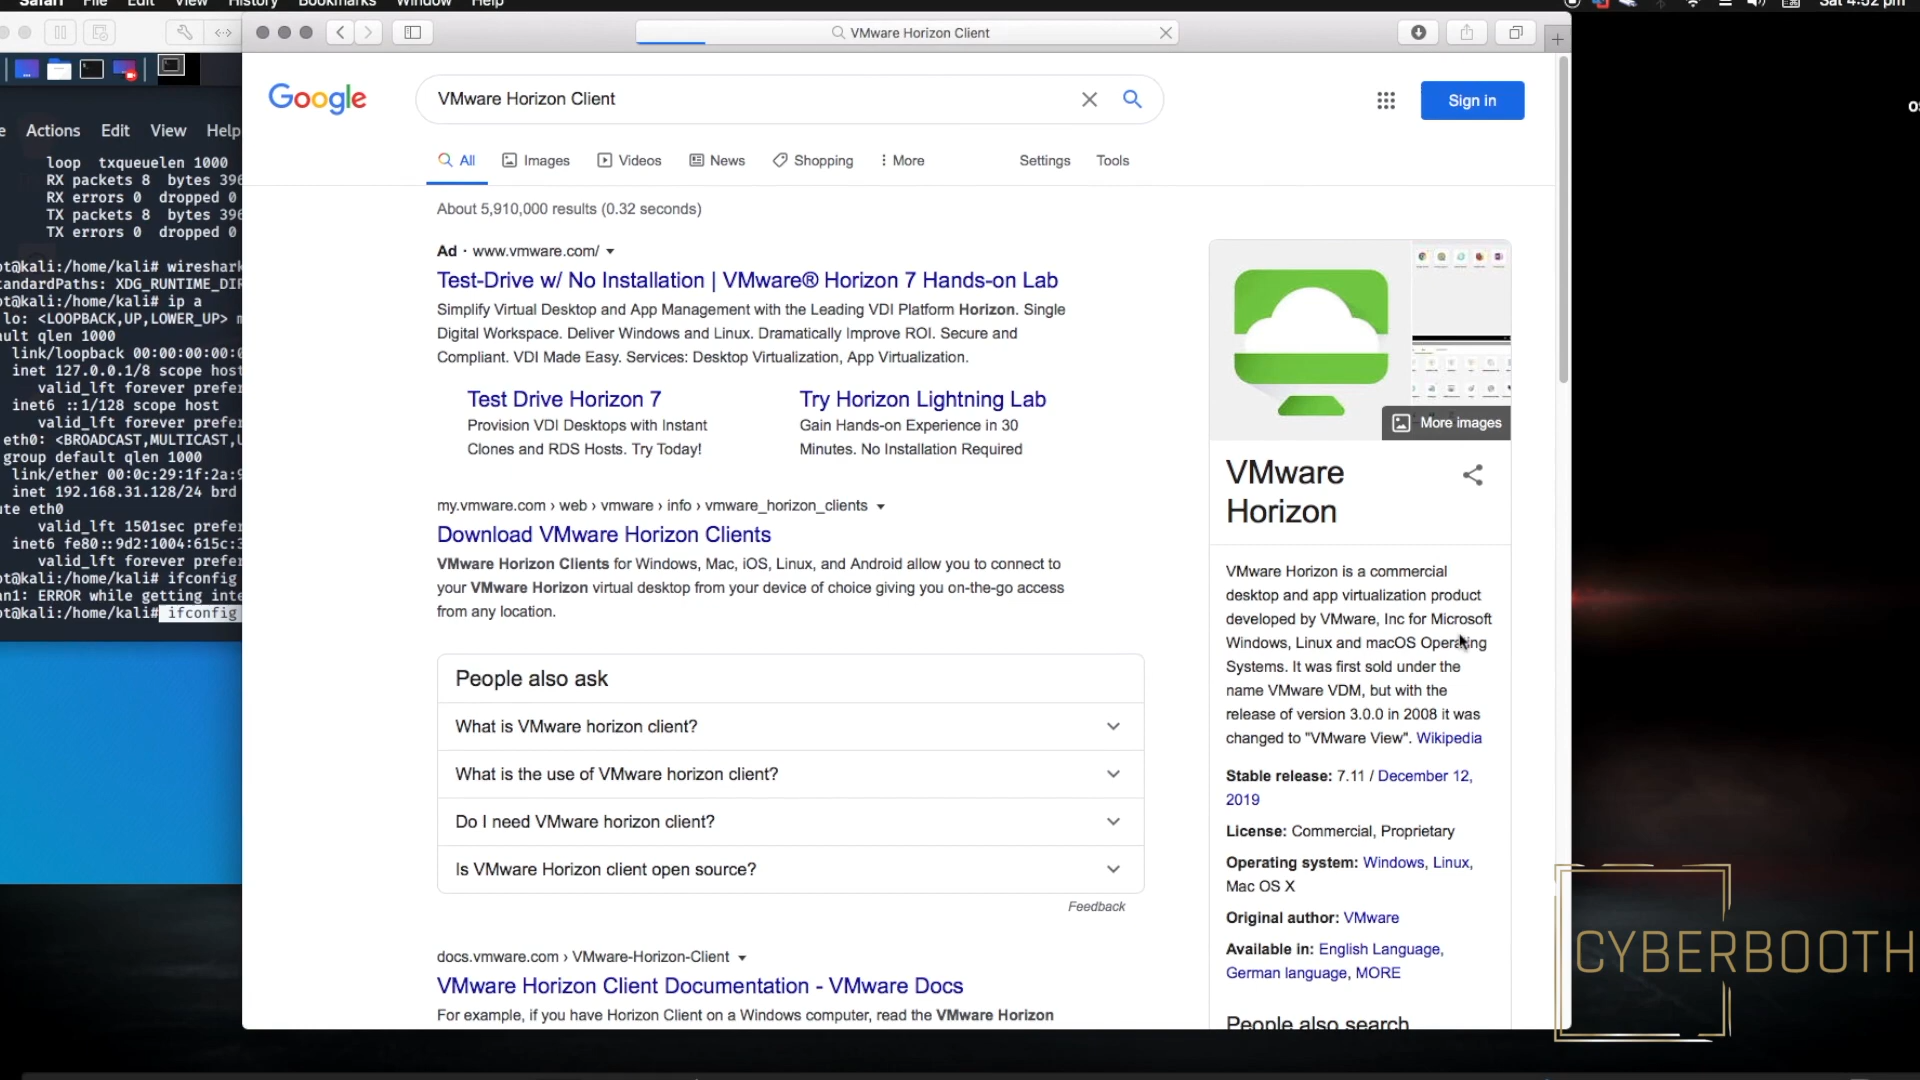 Safari File Edit View History Bookmarks Window Help
Sat 4:52 pm
VMware Horizon Client
Google
VMware Horizon Client
Sign in
All Images Videos News Shopping More Settings Tools
About 5,910,000 results (0.32 seconds)
Ad · www.vmware.com/
Test-Drive w/ No Installation | VMware® Horizon 7 Hands-on Lab
Simplify Virtual Desktop and App Management with the Leading VDI Platform Horizon. Single
Digital Workspace. Deliver Windows and Linux. Dramatically Improve ROI. Secure and
Compliant. VDI Made Easy. Services: Desktop Virtualization, App Virtualization.
Test Drive Horizon 7
Provision VDI Desktops with Instant
Clones and RDS Hosts. Try Today!
Try Horizon Lightning Lab
Gain Hands-on Experience in 30
Minutes. No Installation Required
my.vmware.com › web › vmware › info › vmware_horizon_clients
Download VMware Horizon Clients
VMware Horizon Clients for Windows, Mac, iOS, Linux, and Android allow you to connect to
your VMware Horizon virtual desktop from your device of choice giving you on-the-go access
from any location.
People also ask
What is VMware horizon client?
What is the use of VMware horizon client?
Do I need VMware horizon client?
Is VMware Horizon client open source?
Feedback
docs.vmware.com › VMware-Horizon-Client
VMware Horizon Client Documentation - VMware Docs
For example, if you have Horizon Client on a Windows computer, read the VMware Horizon
More images
VMware
Horizon
VMware Horizon is a commercial
desktop and app virtualization product
developed by VMware, Inc for Microsoft
Windows, Linux and macOS Operating
Systems. It was first sold under the
name VMware VDM, but with the
release of version 3.0.0 in 2008 it was
changed to "VMware View". Wikipedia
Stable release: 7.11 / December 12,
2019
License: Commercial, Proprietary
Operating system: Windows, Linux,
Mac OS X
Original author: VMware
Available in: English Language,
German language, MORE
People also search
Actions Edit View Help
loop txqueuelen 1000
RX packets 8 bytes 396
RX errors 0 dropped 0
TX packets 8 bytes 396
TX errors 0 dropped 0
ot@kali:/home/kali# wireshark
tandardPaths: XDG_RUNTIME_DIR
ot@kali:/home/kali# ip a
lo: <LOOPBACK,UP,LOWER_UP> m
ault qlen 1000
link/loopback 00:00:00:00:0
inet 127.0.0.1/8 scope host
valid_lft forever prefer
inet6 ::1/128 scope host
valid_lft forever prefer
eth0: <BROADCAST,MULTICAST,U
group default qlen 1000
link/ether 00:0c:29:1f:2a:9
inet 192.168.31.128/24 brd
ute eth0
valid_lft 1501sec prefer
inet6 fe80::9d2:1004:615c:3
valid_lft forever prefer
ot@kali:/home/kali# ifconfig
an1: ERROR while getting inte
ot@kali:/home/kali# ifconfig
CYBERBOOTH